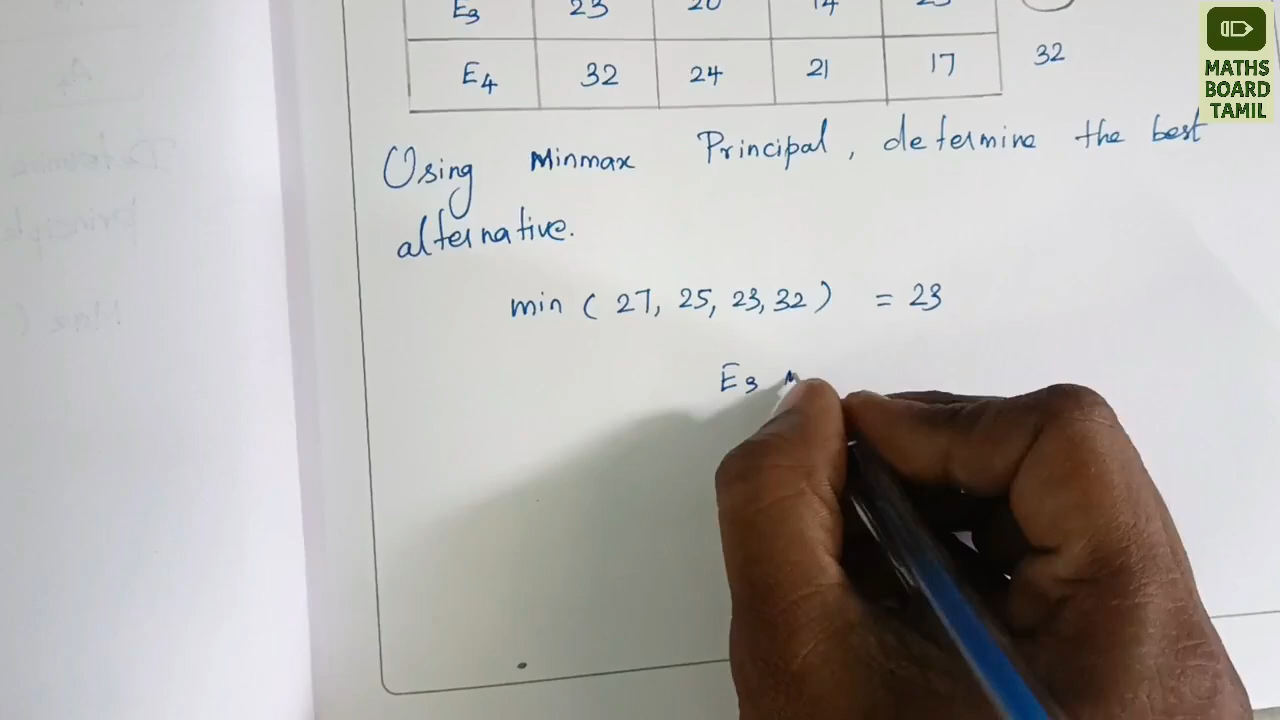 E3 23 20 14
E4 32 24 21 17 32
Using Minmax Principal, determine the best
alternative.
min ( 27, 25, 23, 32 ) = 23
E3
MATHS
BOARD
TAMIL